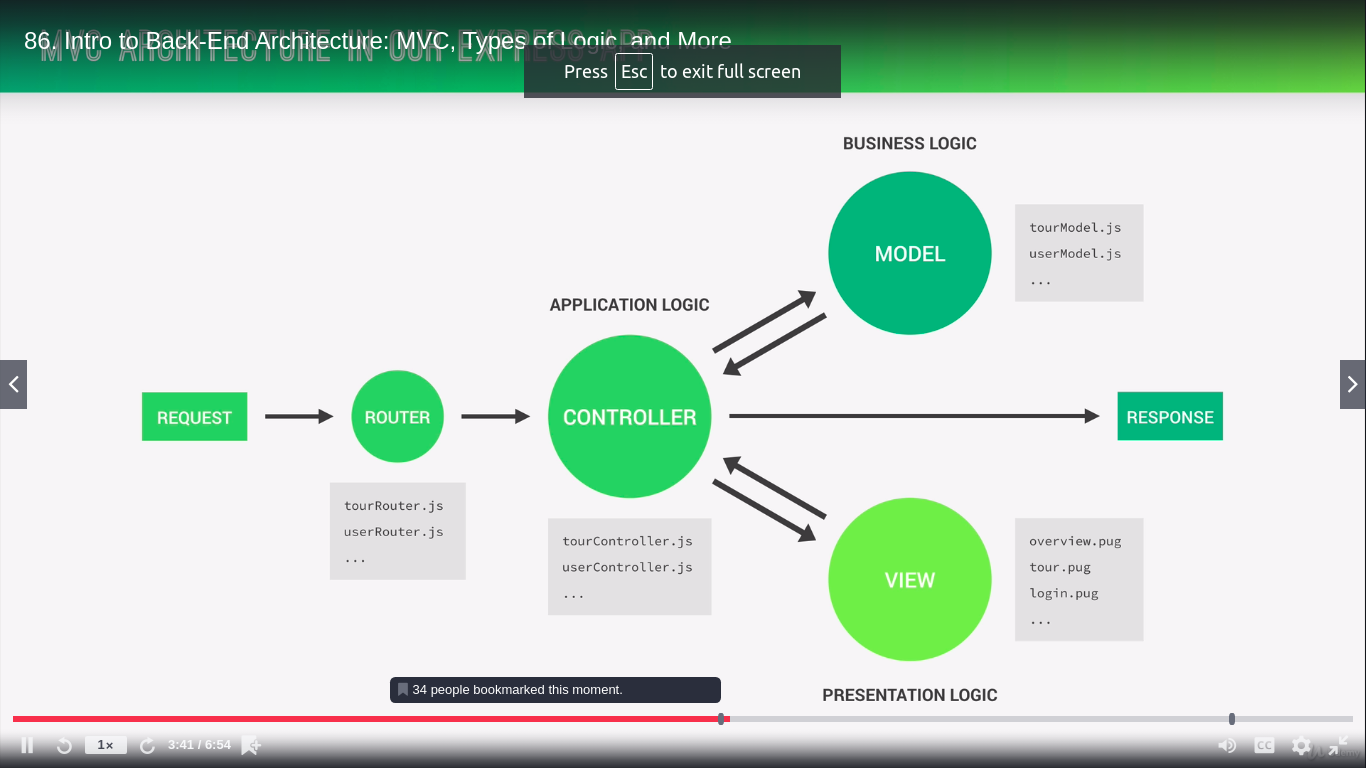 MVC ARCHITECTURE IN OUR EXPRESS APP
86. Intro to Back-End Architecture: MVC, Types of Logic, and More
Press Esc to exit full screen
BUSINESS LOGIC
MODEL
tourModel.js
userModel.js
...
APPLICATION LOGIC
REQUEST
ROUTER
CONTROLLER
RESPONSE
tourRouter.js
userRouter.js
...
tourController.js
userController.js
...
VIEW
overview.pug
tour.pug
login.pug
...
PRESENTATION LOGIC
34 people bookmarked this moment.
1×
3:41 / 6:54
CC